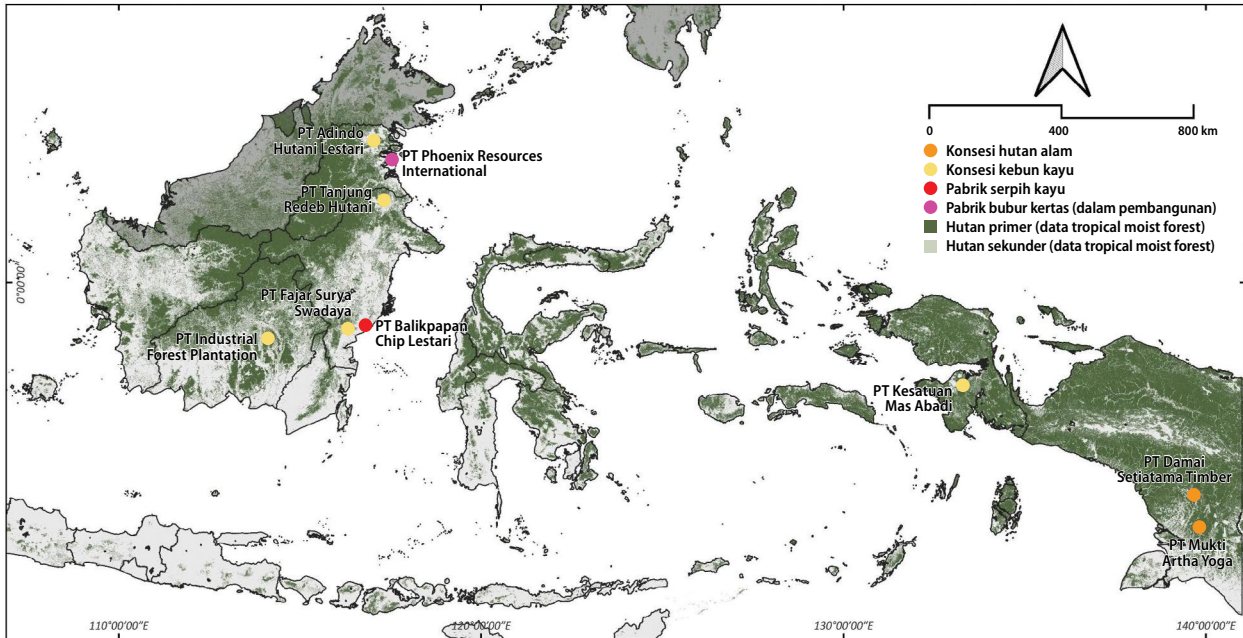 PT Adindo
Hutani Lestari
PT Phoenix Resources
International
PT Tanjung
Redeb Hutani
PT Fajar Surya
Swadaya
PT Industrial
Forest Plantation
PT Balikpapan
Chip Lestari
PT Kesatuan
Mas Abadi
PT Damai
Setiatama Timber
PT Mukti
Artha Yoga
0 400 800 km
Konsesi hutan alam
Konsesi kebun kayu
Pabrik serpih kayu
Pabrik bubur kertas (dalam pembangunan)
Hutan primer (data tropical moist forest)
Hutan sekunder (data tropical moist forest)
0°00'00"N
110°00'00"E 120°00'00"E 130°00'00"E 140°00'00"E